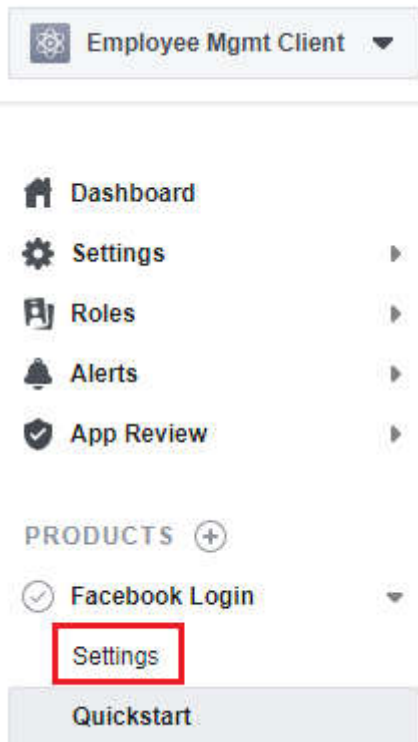 Employee Mgmt Client
Dashboard
Settings
Roles
Alerts
App Review
PRODUCTS
Facebook Login
Settings
Quickstart